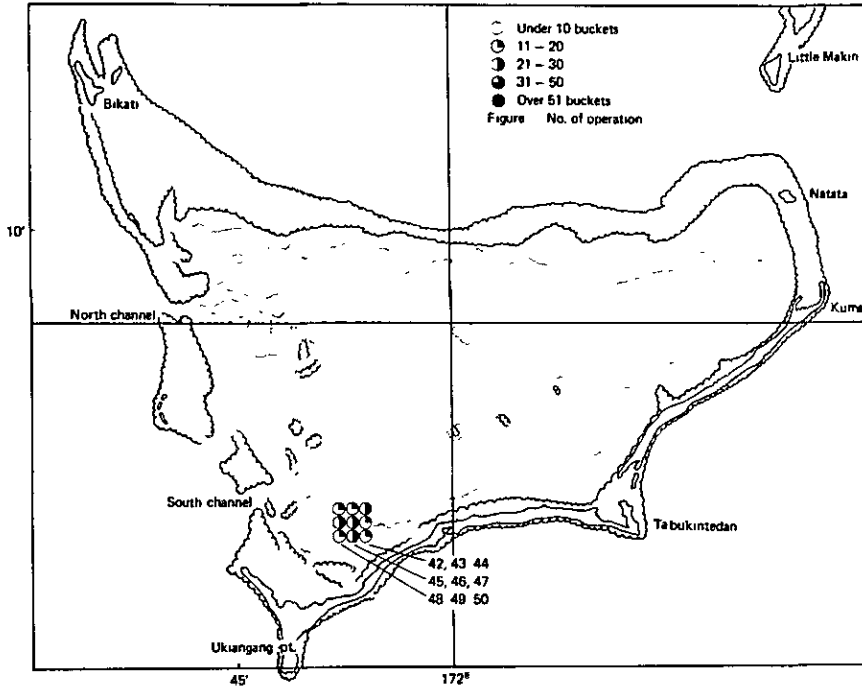 Under 10 buckets
11 – 20
21 – 30
31 – 50
Over 51 buckets
Figure No. of operation
Little Makin
Bikati
Natata
10'
North channel
Kuma
South channel
Tabukintedan
42, 43 44
45, 46, 47
48 49 50
Ukiangang pt.
45'
172°